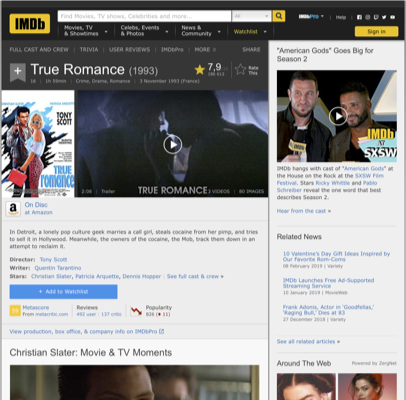 IMDb
Find Movies, TV shows, Celebrities and more...
All
IMDbPro
Help
Movies, TV
& Showtimes
Celebs, Events
& Photos
News &
Community
Watchlist
Sign in
FULL CAST AND CREW | TRIVIA | USER REVIEWS | IMDbPro | MORE
SHARE
True Romance (1993)
16 | 1h 59min | Crime, Drama, Romance | 3 November 1993 (France)
7,9
Rate
This
TONY
SCOTT
TRUE
ROMANCE
2:08 | Trailer
TRUE ROMANCE
3 VIDEOS | 80 IMAGES
On Disc
at Amazon
In Detroit, a lonely pop culture geek marries a call girl, steals cocaine from her pimp, and tries
to sell it in Hollywood. Meanwhile, the owners of the cocaine, the Mob, track them down in an
attempt to reclaim it.
Director: Tony Scott
Writer: Quentin Tarantino
Stars: Christian Slater, Patricia Arquette, Dennis Hopper | See full cast & crew »
+ Add to Watchlist
Metascore
From metacritic.com
Reviews
492 user | 137 critic
Popularity
View production, box office, & company info on IMDbPro
Christian Slater: Movie & TV Moments
"American Gods" Goes Big for
Season 2
IMDb
at
SXSW
IMDb hangs with cast of "American Gods" at
the House on the Rock at the SXSW Film
Festival. Stars Ricky Whittle and Pablo
Schreiber reveal the one word that best
describes Season 2.
Hear from the cast »
Related News
10 Valentine's Day Gift Ideas Inspired by
Our Favorite Rom-Coms
IMDb Launches Free Ad-Supported
Streaming Service
10 January 2019 | MovieWeb
Frank Adonis, Actor in 'Goodfellas,'
'Raging Bull,' Dies at 83
27 December 2018 | Variety
See all related articles »
Around The Web
Powered by ZergNet